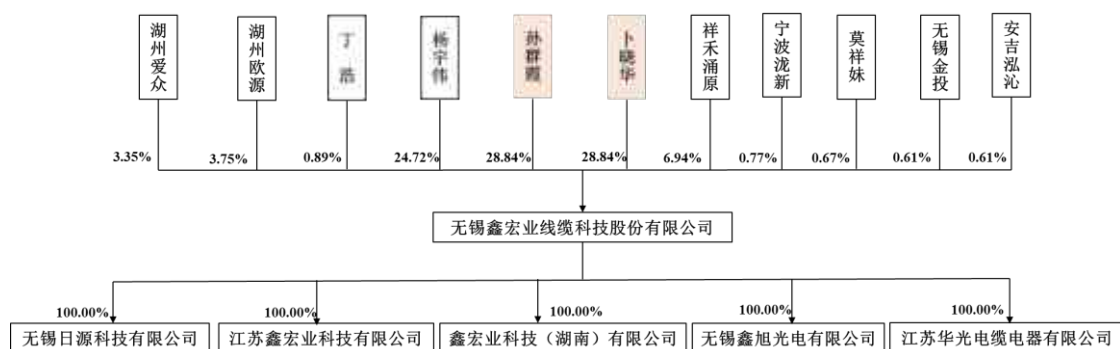 湖州爱众
湖州欧源
丁浩
杨宇伟
孙群霞
卜晓华
祥禾涌原
宁波泷新
莫祥妹
无锡金投
安吉泓沁
3.35%
3.75%
0.89%
24.72%
28.84%
28.84%
6.94%
0.77%
0.67%
0.61%
0.61%
无锡鑫宏业线缆科技股份有限公司
100.00%
100.00%
100.00%
100.00%
100.00%
无锡日源科技有限公司
江苏鑫宏业科技有限公司
鑫宏业科技（湖南）有限公司
无锡鑫旭光电有限公司
江苏华光电缆电器有限公司